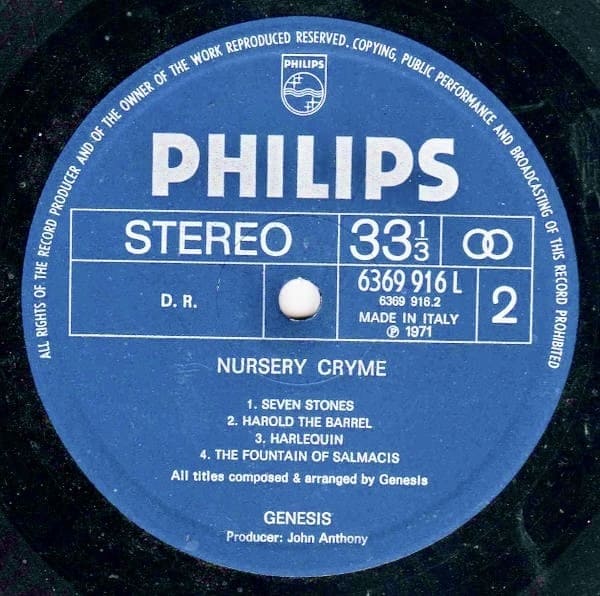 ALL RIGHTS OF THE RECORD PRODUCER AND OF THE OWNER OF THE WORK REPRODUCED RESERVED. COPYING, PUBLIC PERFORMANCE AND BROADCASTING OF THIS RECORD PROHIBITED
PHILIPS
PHILIPS
STEREO 33⅓
6369 916 L
6369 916.2
D. R.
MADE IN ITALY
℗ 1971
2
NURSERY CRYME
1. SEVEN STONES
2. HAROLD THE BARREL
3. HARLEQUIN
4. THE FOUNTAIN OF SALMACIS
All titles composed & arranged by Genesis
GENESIS
Producer: John Anthony